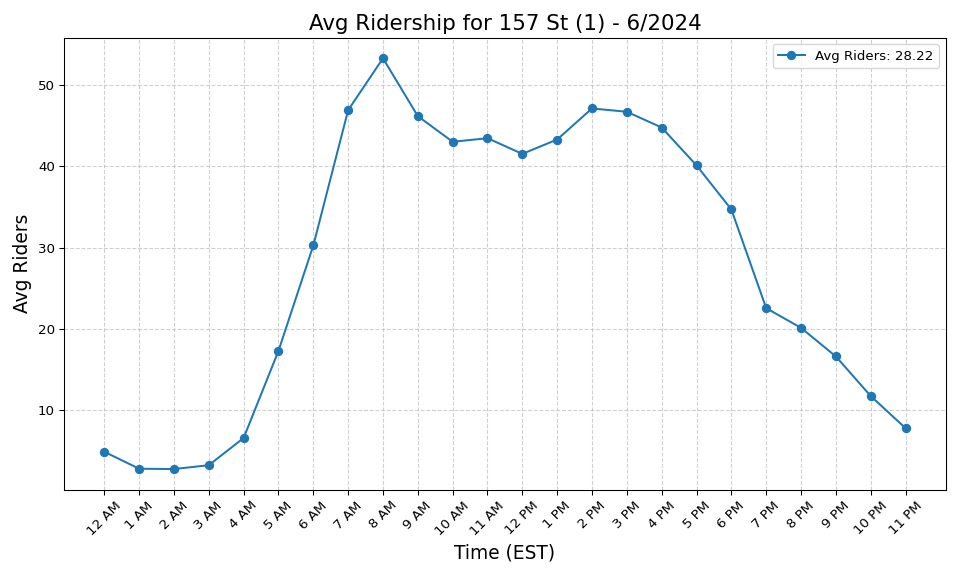 Avg Ridership for 157 St (1) - 6/2024
Avg Riders: 28.22
Avg Riders
50
40
30
20
10
12 AM
1 AM
2 AM
3 AM
4 AM
5 AM
6 AM
7 AM
8 AM
9 AM
10 AM
11 AM
12 PM
1 PM
2 PM
3 PM
4 PM
5 PM
6 PM
7 PM
8 PM
9 PM
10 PM
11 PM
Time (EST)